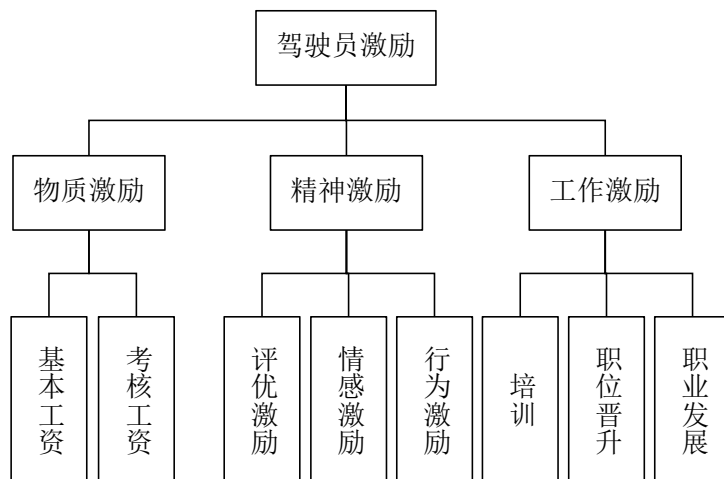 驾驶员激励
物质激励
精神激励
工作激励
基本工资
考核工资
评优激励
情感激励
行为激励
培训
职位晋升
职业发展